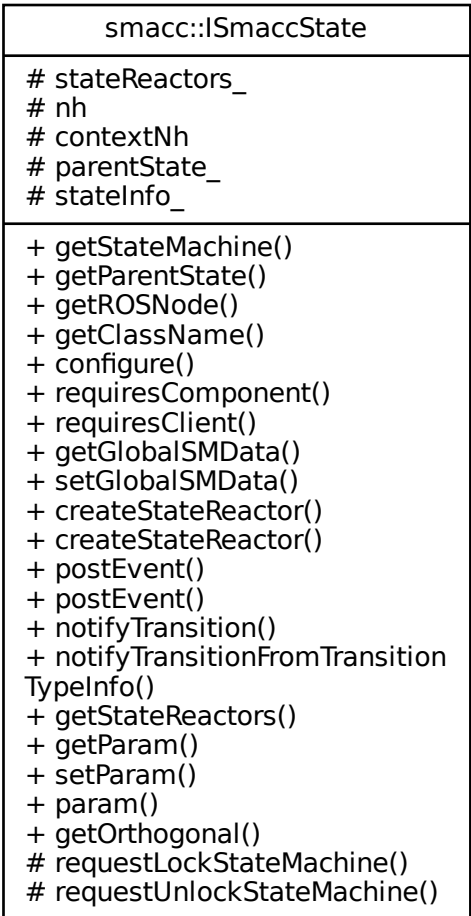 smacc::ISmaccState
# stateReactors_
# nh
# contextNh
# parentState_
# stateInfo_
+ getStateMachine()
+ getParentState()
+ getROSNode()
+ getClassName()
+ configure()
+ requiresComponent()
+ requiresClient()
+ getGlobalSMData()
+ setGlobalSMData()
+ createStateReactor()
+ createStateReactor()
+ postEvent()
+ postEvent()
+ notifyTransition()
+ notifyTransitionFromTransition
TypeInfo()
+ getStateReactors()
+ getParam()
+ setParam()
+ param()
+ getOrthogonal()
# requestLockStateMachine()
# requestUnlockStateMachine()